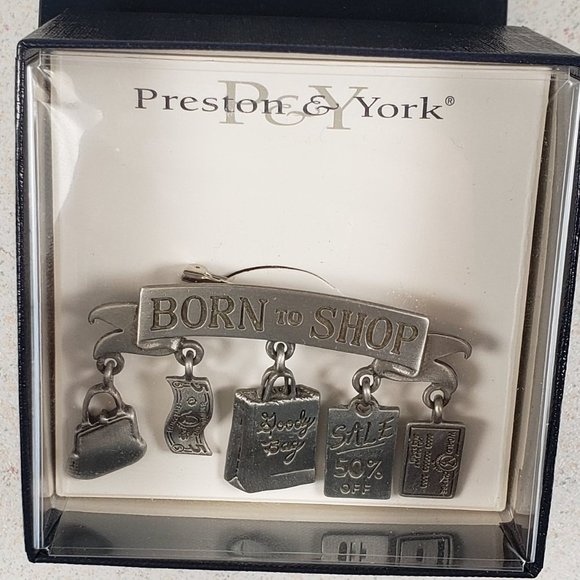 P&Y
Preston & York®
BORN TO SHOP
Goody
Bag
SALE
50%
OFF